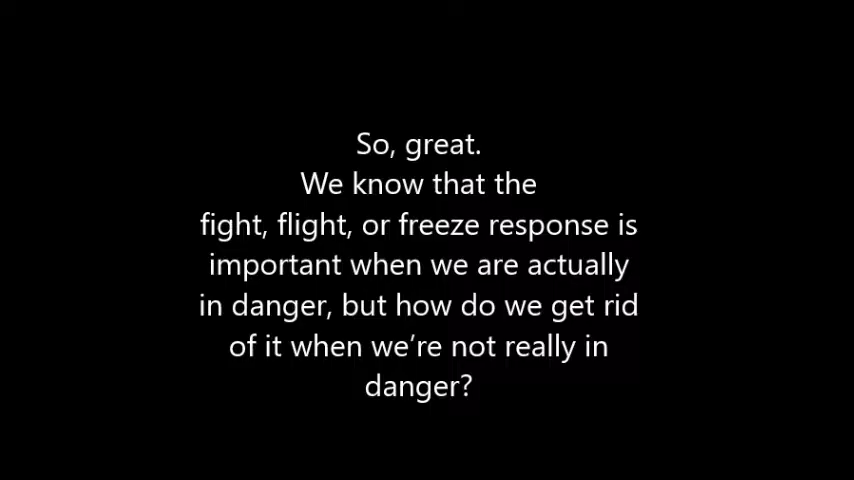 So, great.
We know that the
fight, flight, or freeze response is
important when we are actually
in danger, but how do we get rid
of it when we’re not really in
danger?